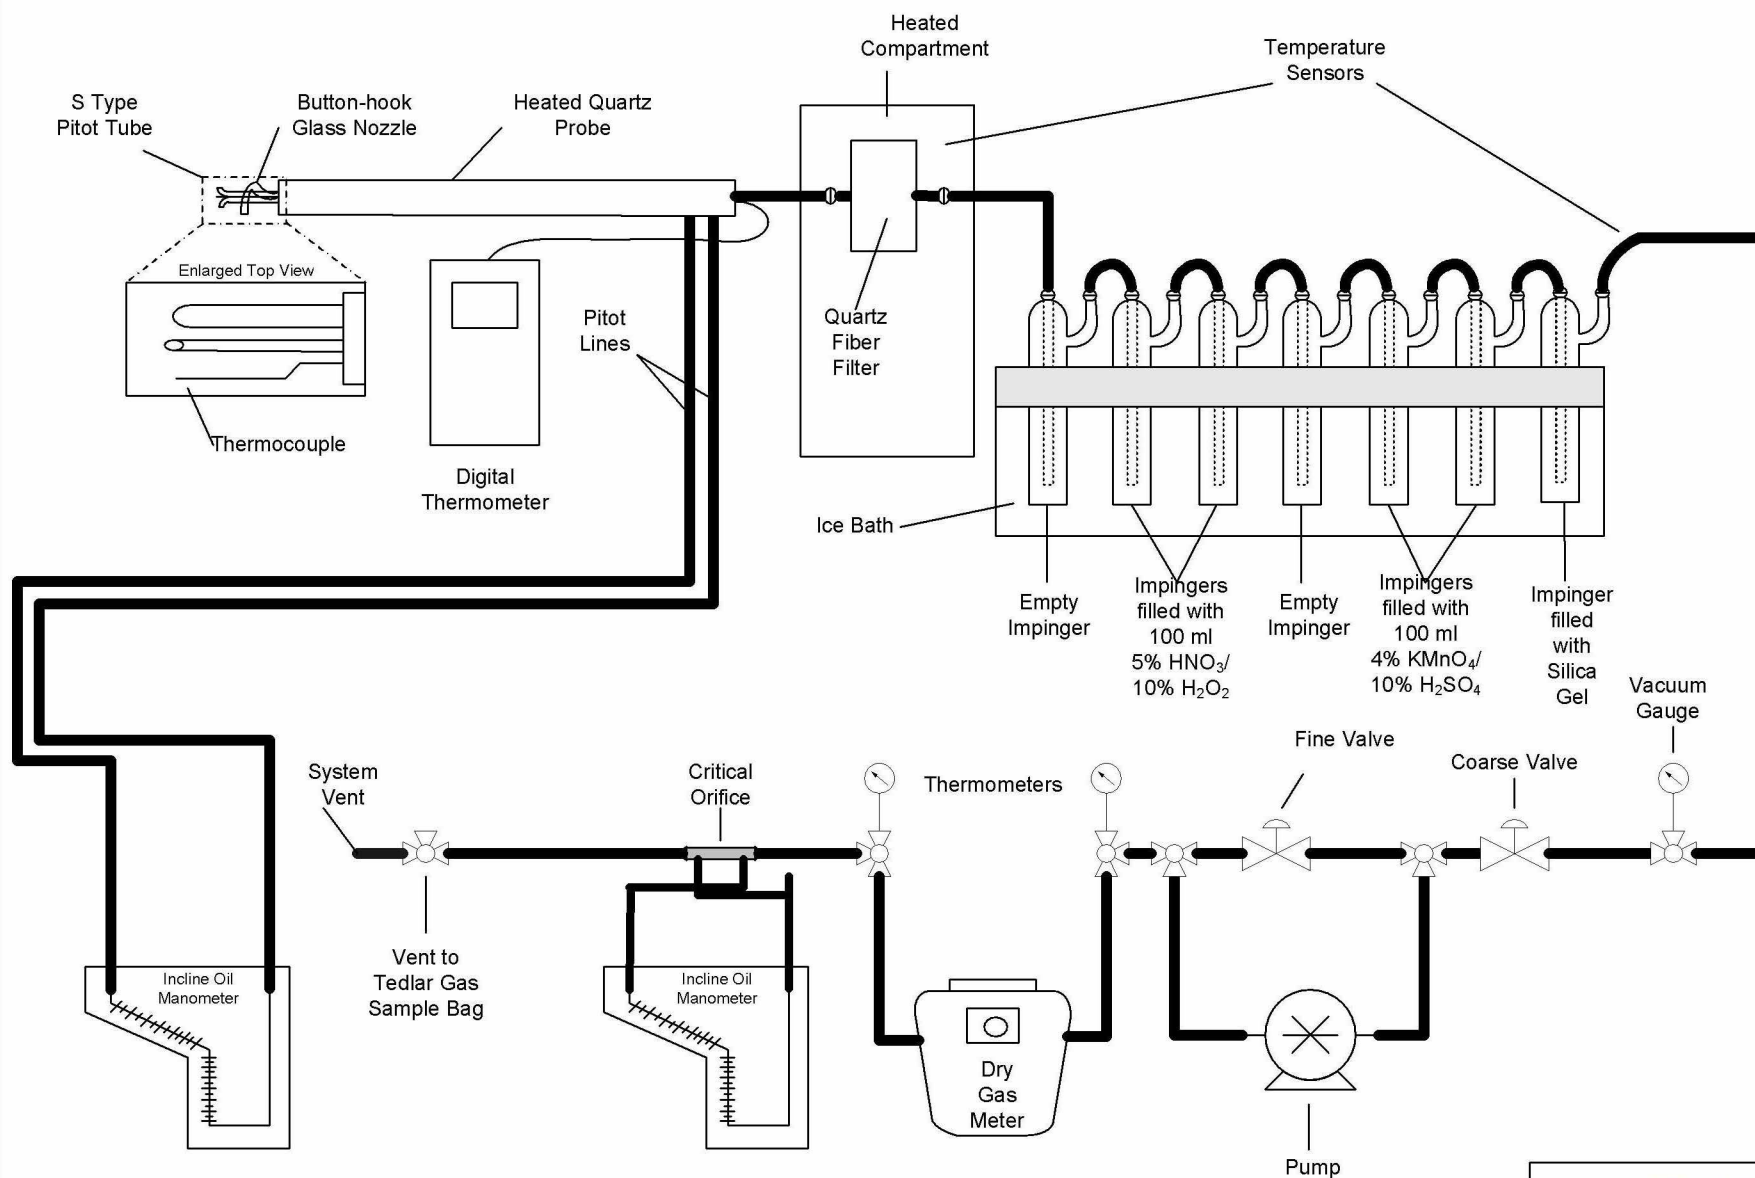 Heated
Compartment
Temperature
Sensors
S Type
Pitot Tube
Button-hook
Glass Nozzle
Heated Quartz
Probe
Enlarged Top View
Thermocouple
Digital
Thermometer
Pitot
Lines
Quartz
Fiber
Filter
Ice Bath
Empty
Impinger
Impingers
filled with
100 ml
5% HNO₃/
10% H₂O₂
Empty
Impinger
Impingers
filled with
100 ml
4% KMnO₄/
10% H₂SO₄
Impinger
filled
with
Silica
Gel
Vacuum
Gauge
Fine Valve
Coarse Valve
System
Vent
Critical
Orifice
Thermometers
Vent to
Tedlar Gas
Sample Bag
Incline Oil
Manometer
Incline Oil
Manometer
Dry
Gas
Meter
Pump